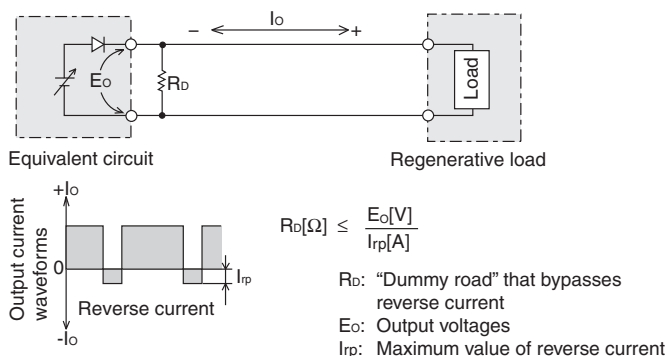 − Io +
Eo
RD
Load
Equivalent circuit
Regenerative load
+Io
Output current
waveforms
0
Irp
Reverse current
-Io
RD[Ω] ≤ Eo[V]
Irp[A]
RD: “Dummy road” that bypasses
reverse current
Eo: Output voltages
Irp: Maximum value of reverse current